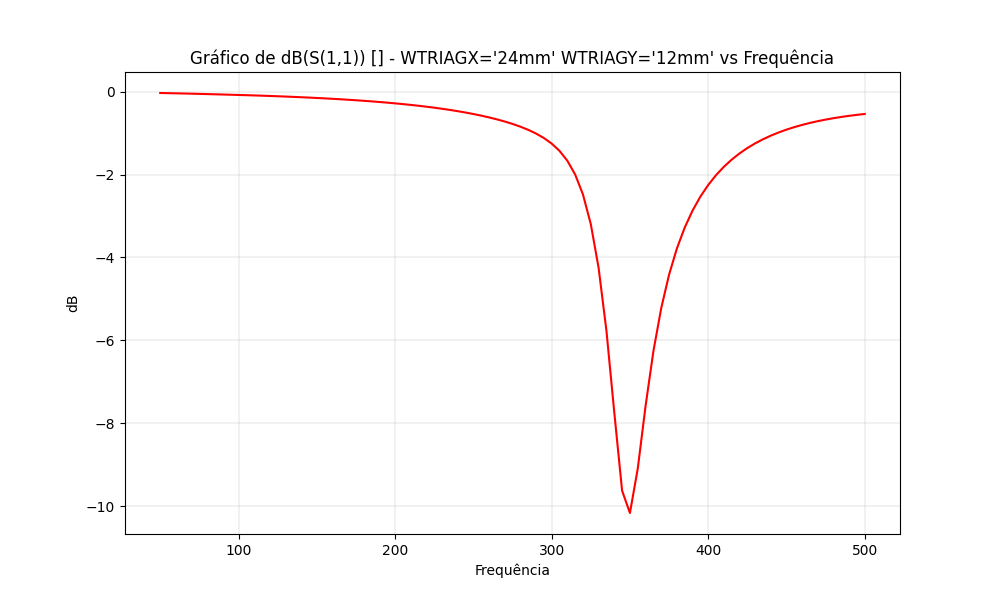 Gráfico de dB(S(1,1)) [] - WTRIAGX='24mm' WTRIAGY='12mm' vs Frequência
dB
0
−2
−4
−6
−8
−10
100 200 300 400 500
Frequência